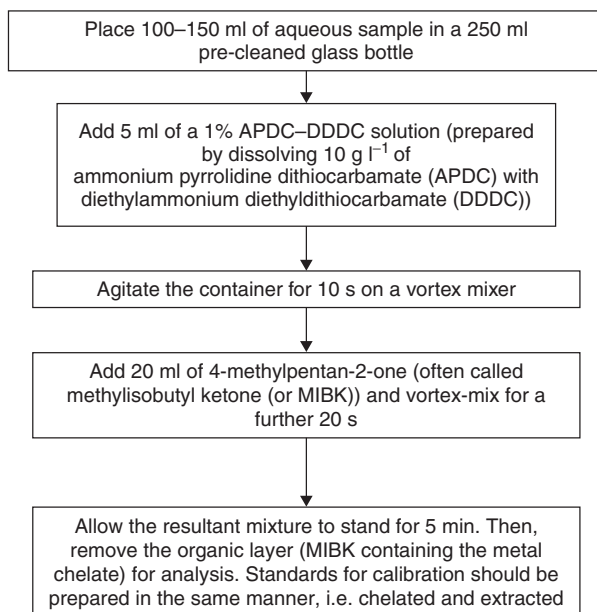 Place 100–150 ml of aqueous sample in a 250 ml
pre-cleaned glass bottle
Add 5 ml of a 1% APDC–DDDC solution (prepared
by dissolving 10 g l⁻¹ of
ammonium pyrrolidine dithiocarbamate (APDC) with
diethylammonium diethyldithiocarbamate (DDDC))
Agitate the container for 10 s on a vortex mixer
Add 20 ml of 4-methylpentan-2-one (often called
methylisobutyl ketone (or MIBK)) and vortex-mix for a
further 20 s
Allow the resultant mixture to stand for 5 min. Then,
remove the organic layer (MIBK containing the metal
chelate) for analysis. Standards for calibration should be
prepared in the same manner, i.e. chelated and extracted